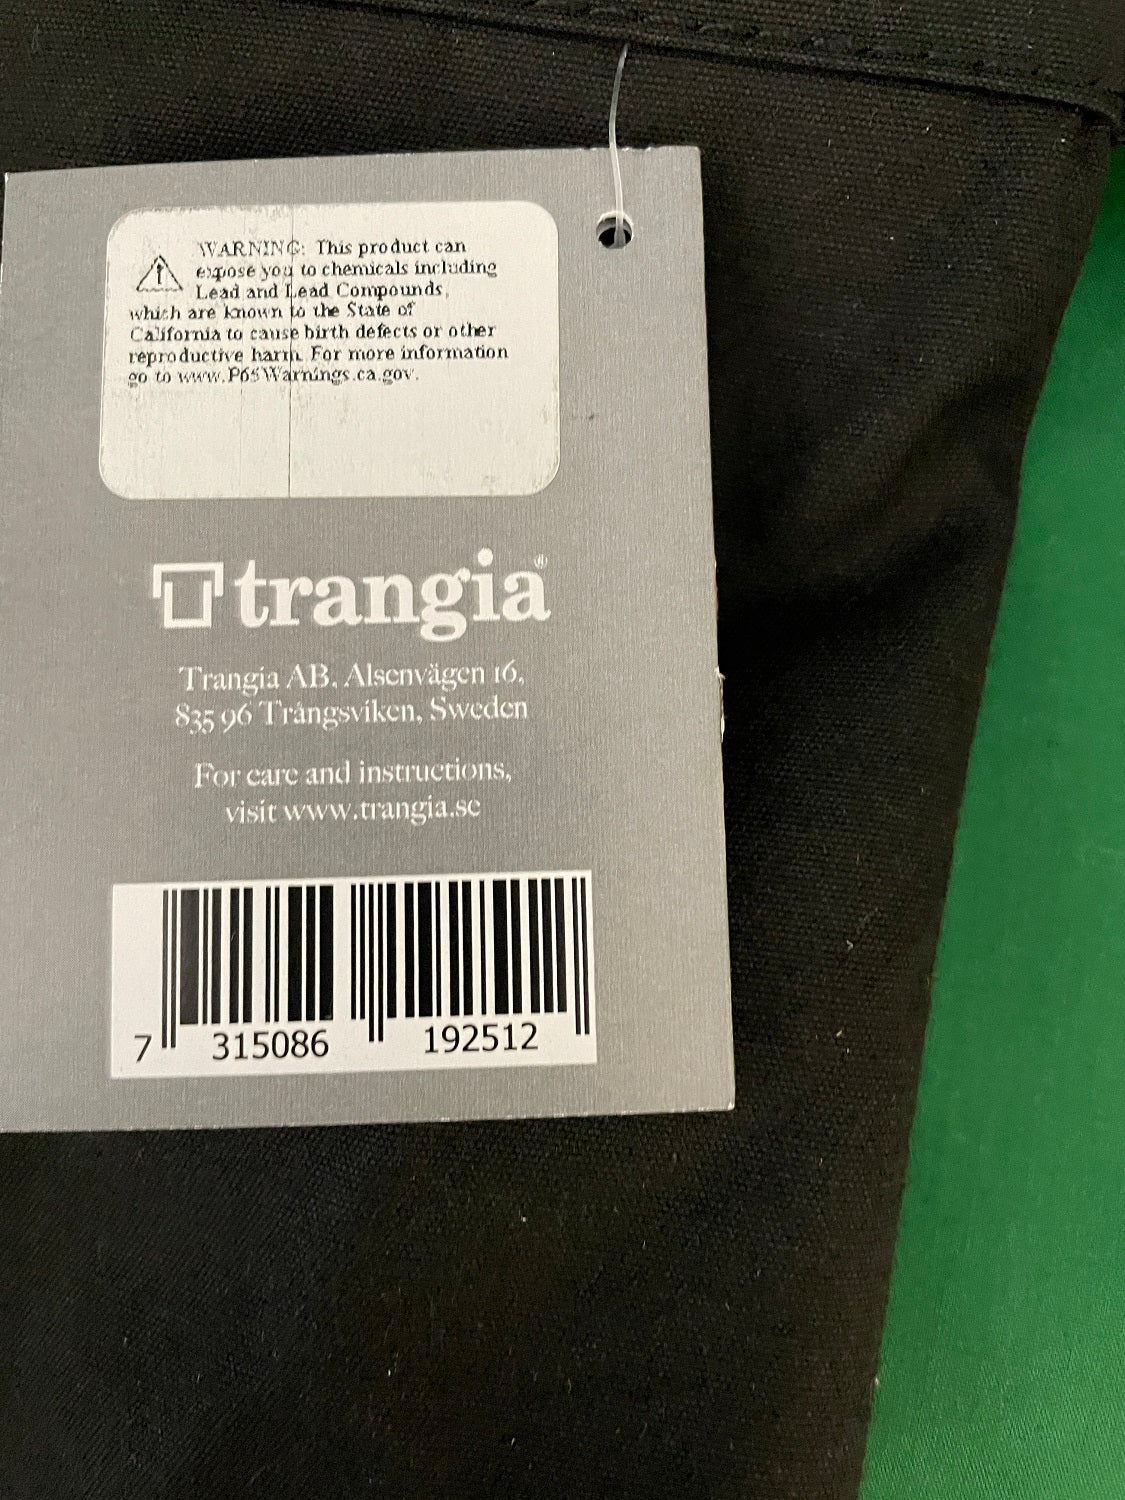 WARNING: This product can
expose you to chemicals including
Lead and Lead Compounds,
which are known to the State of
California to cause birth defects or other
reproductive harm. For more information
go to www.P65Warnings.ca.gov.
trangia®
Trangia AB, Alsenvägen 16,
835 96 Trångsviken, Sweden
For care and instructions,
visit www.trangia.se
7 315086 192512